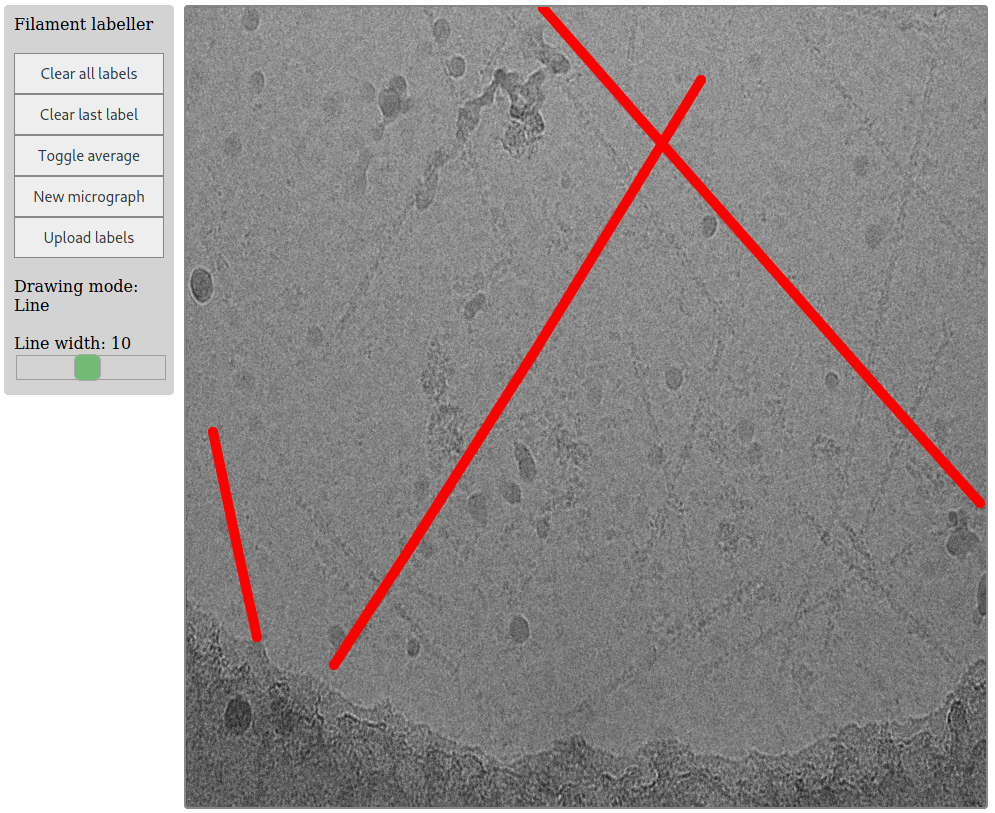 Filament labeller
Clear all labels
Clear last label
Toggle average
New micrograph
Upload labels
Drawing mode:
Line
Line width: 10